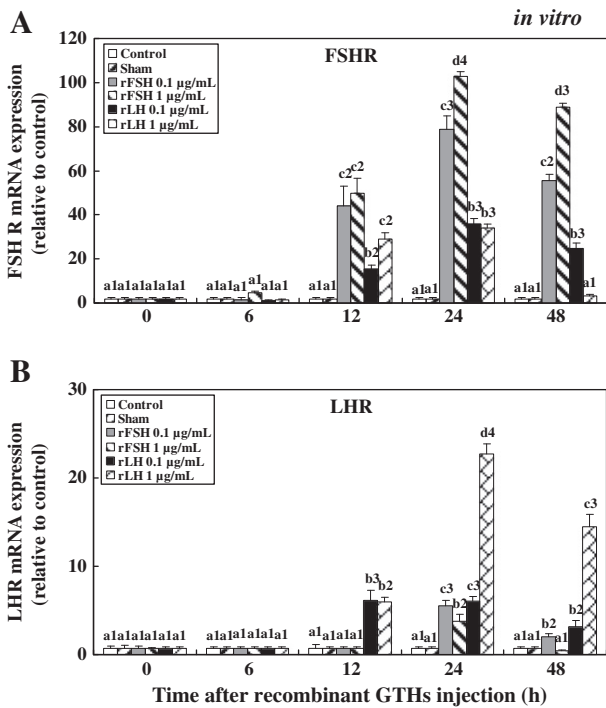 A
in vitro
FSHR
Control
Sham
rFSH 0.1 µg/mL
rFSH 1 µg/mL
rLH 0.1 µg/mL
rLH 1 µg/mL
FSH R mRNA expression
(relative to control)
120
100
80
60
40
20
0
a1a1a1a1a1a1
a1a1a1 a1 a1a1
a1a1 c2 c2 b2 c2
a1a1 c3 d4 b3 b3
a1a1 c2 d3 b3 a1
0 6 12 24 48
B
LHR
Control
Sham
rFSH 0.1 µg/mL
rFSH 1 µg/mL
rLH 0.1 µg/mL
rLH 1 µg/mL
LHR mRNA expression
(relative to control)
30
20
10
0
a1a1a1a1a1a1
a1a1a1a1a1a1
a1 a1a1a1 b3 b2
a1a1 c3 b2 c3 d4
a1a1 b2 a1 b2 c3
0 6 12 24 48
Time after recombinant GTHs injection (h)